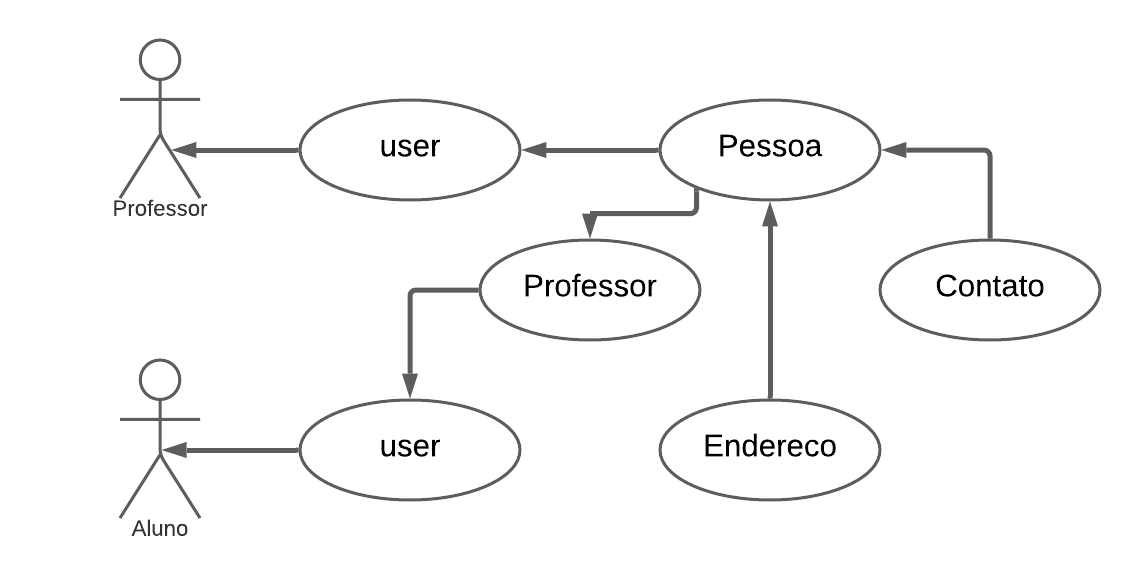 user
Pessoa
Professor
Professor
Contato
user
Endereco
Aluno